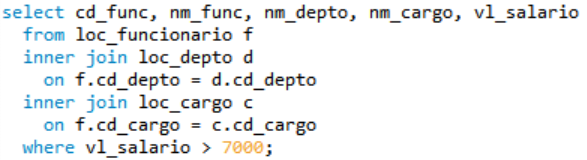 select cd_func, nm_func, nm_depto, nm_cargo, vl_salario
from loc_funcionario f
inner join loc_depto d
on f.cd_depto = d.cd_depto
inner join loc_cargo c
on f.cd_cargo = c.cd_cargo
where vl_salario > 7000;